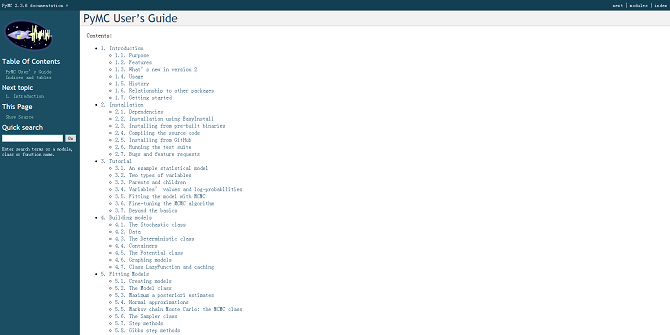 PyMC 2.3.6 documentation »
next | modules | index
Table Of Contents
PyMC User's Guide
Indices and tables
Next topic
1. Introduction
This Page
Show Source
Quick search
Go
Enter search terms or a module,
class or function name.
PyMC User's Guide
Contents:
1. Introduction
1.1. Purpose
1.2. Features
1.3. What's new in version 2
1.4. Usage
1.5. History
1.6. Relationship to other packages
1.7. Getting started
2. Installation
2.1. Dependencies
2.2. Installation using EasyInstall
2.3. Installing from pre-built binaries
2.4. Compiling the source code
2.5. Installing from GitHub
2.6. Running the test suite
2.7. Bugs and feature requests
3. Tutorial
3.1. An example statistical model
3.2. Two types of variables
3.3. Parents and children
3.4. Variables' values and log-probabilities
3.5. Fitting the model with MCMC
3.6. Fine-tuning the MCMC algorithm
3.7. Beyond the basics
4. Building models
4.1. The Stochastic class
4.2. Data
4.3. The Deterministic class
4.4. Containers
4.5. The Potential class
4.6. Graphing models
4.7. Class LazyFunction and caching
5. Fitting Models
5.1. Creating models
5.2. The Model class
5.3. Maximum a posteriori estimates
5.4. Normal approximations
5.5. Markov chain Monte Carlo: the MCMC class
5.6. The Sampler class
5.7. Step methods
5.8. Gibbs step methods